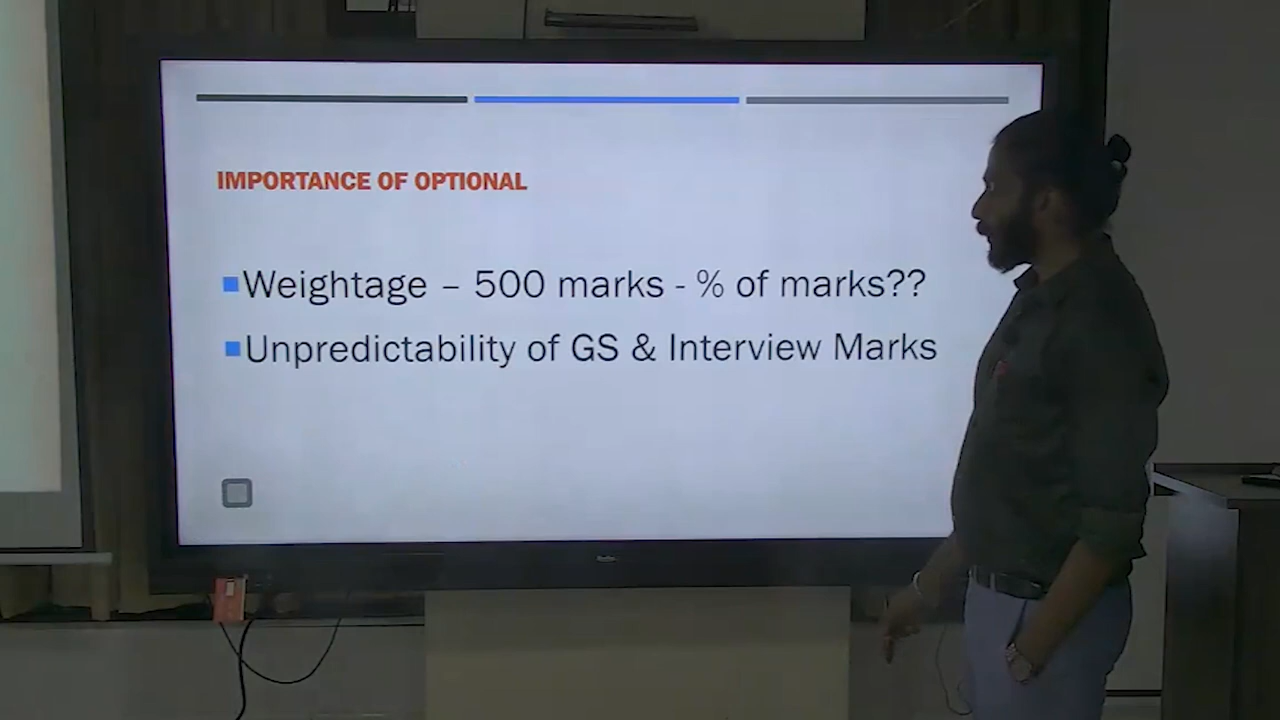 IMPORTANCE OF OPTIONAL
Weightage – 500 marks - % of marks??
Unpredictability of GS & Interview Marks